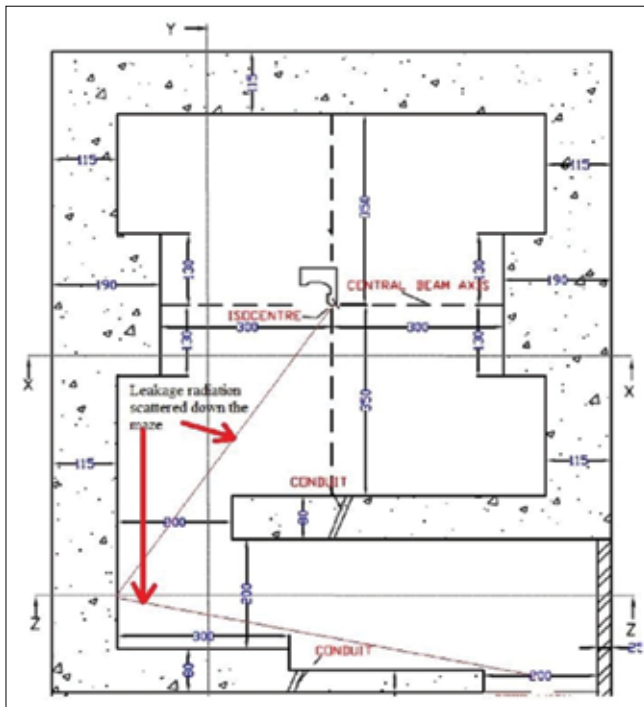 Y
115
115
115
350
190
130
130
190
CENTRAL BEAM AXIS
ISOCENTRE
300
300
130
130
X
X
Leakage radiation
scattered down the
maze
350
115
115
CONDUIT
200
80
200
Z
Z
300
80
CONDUIT
200